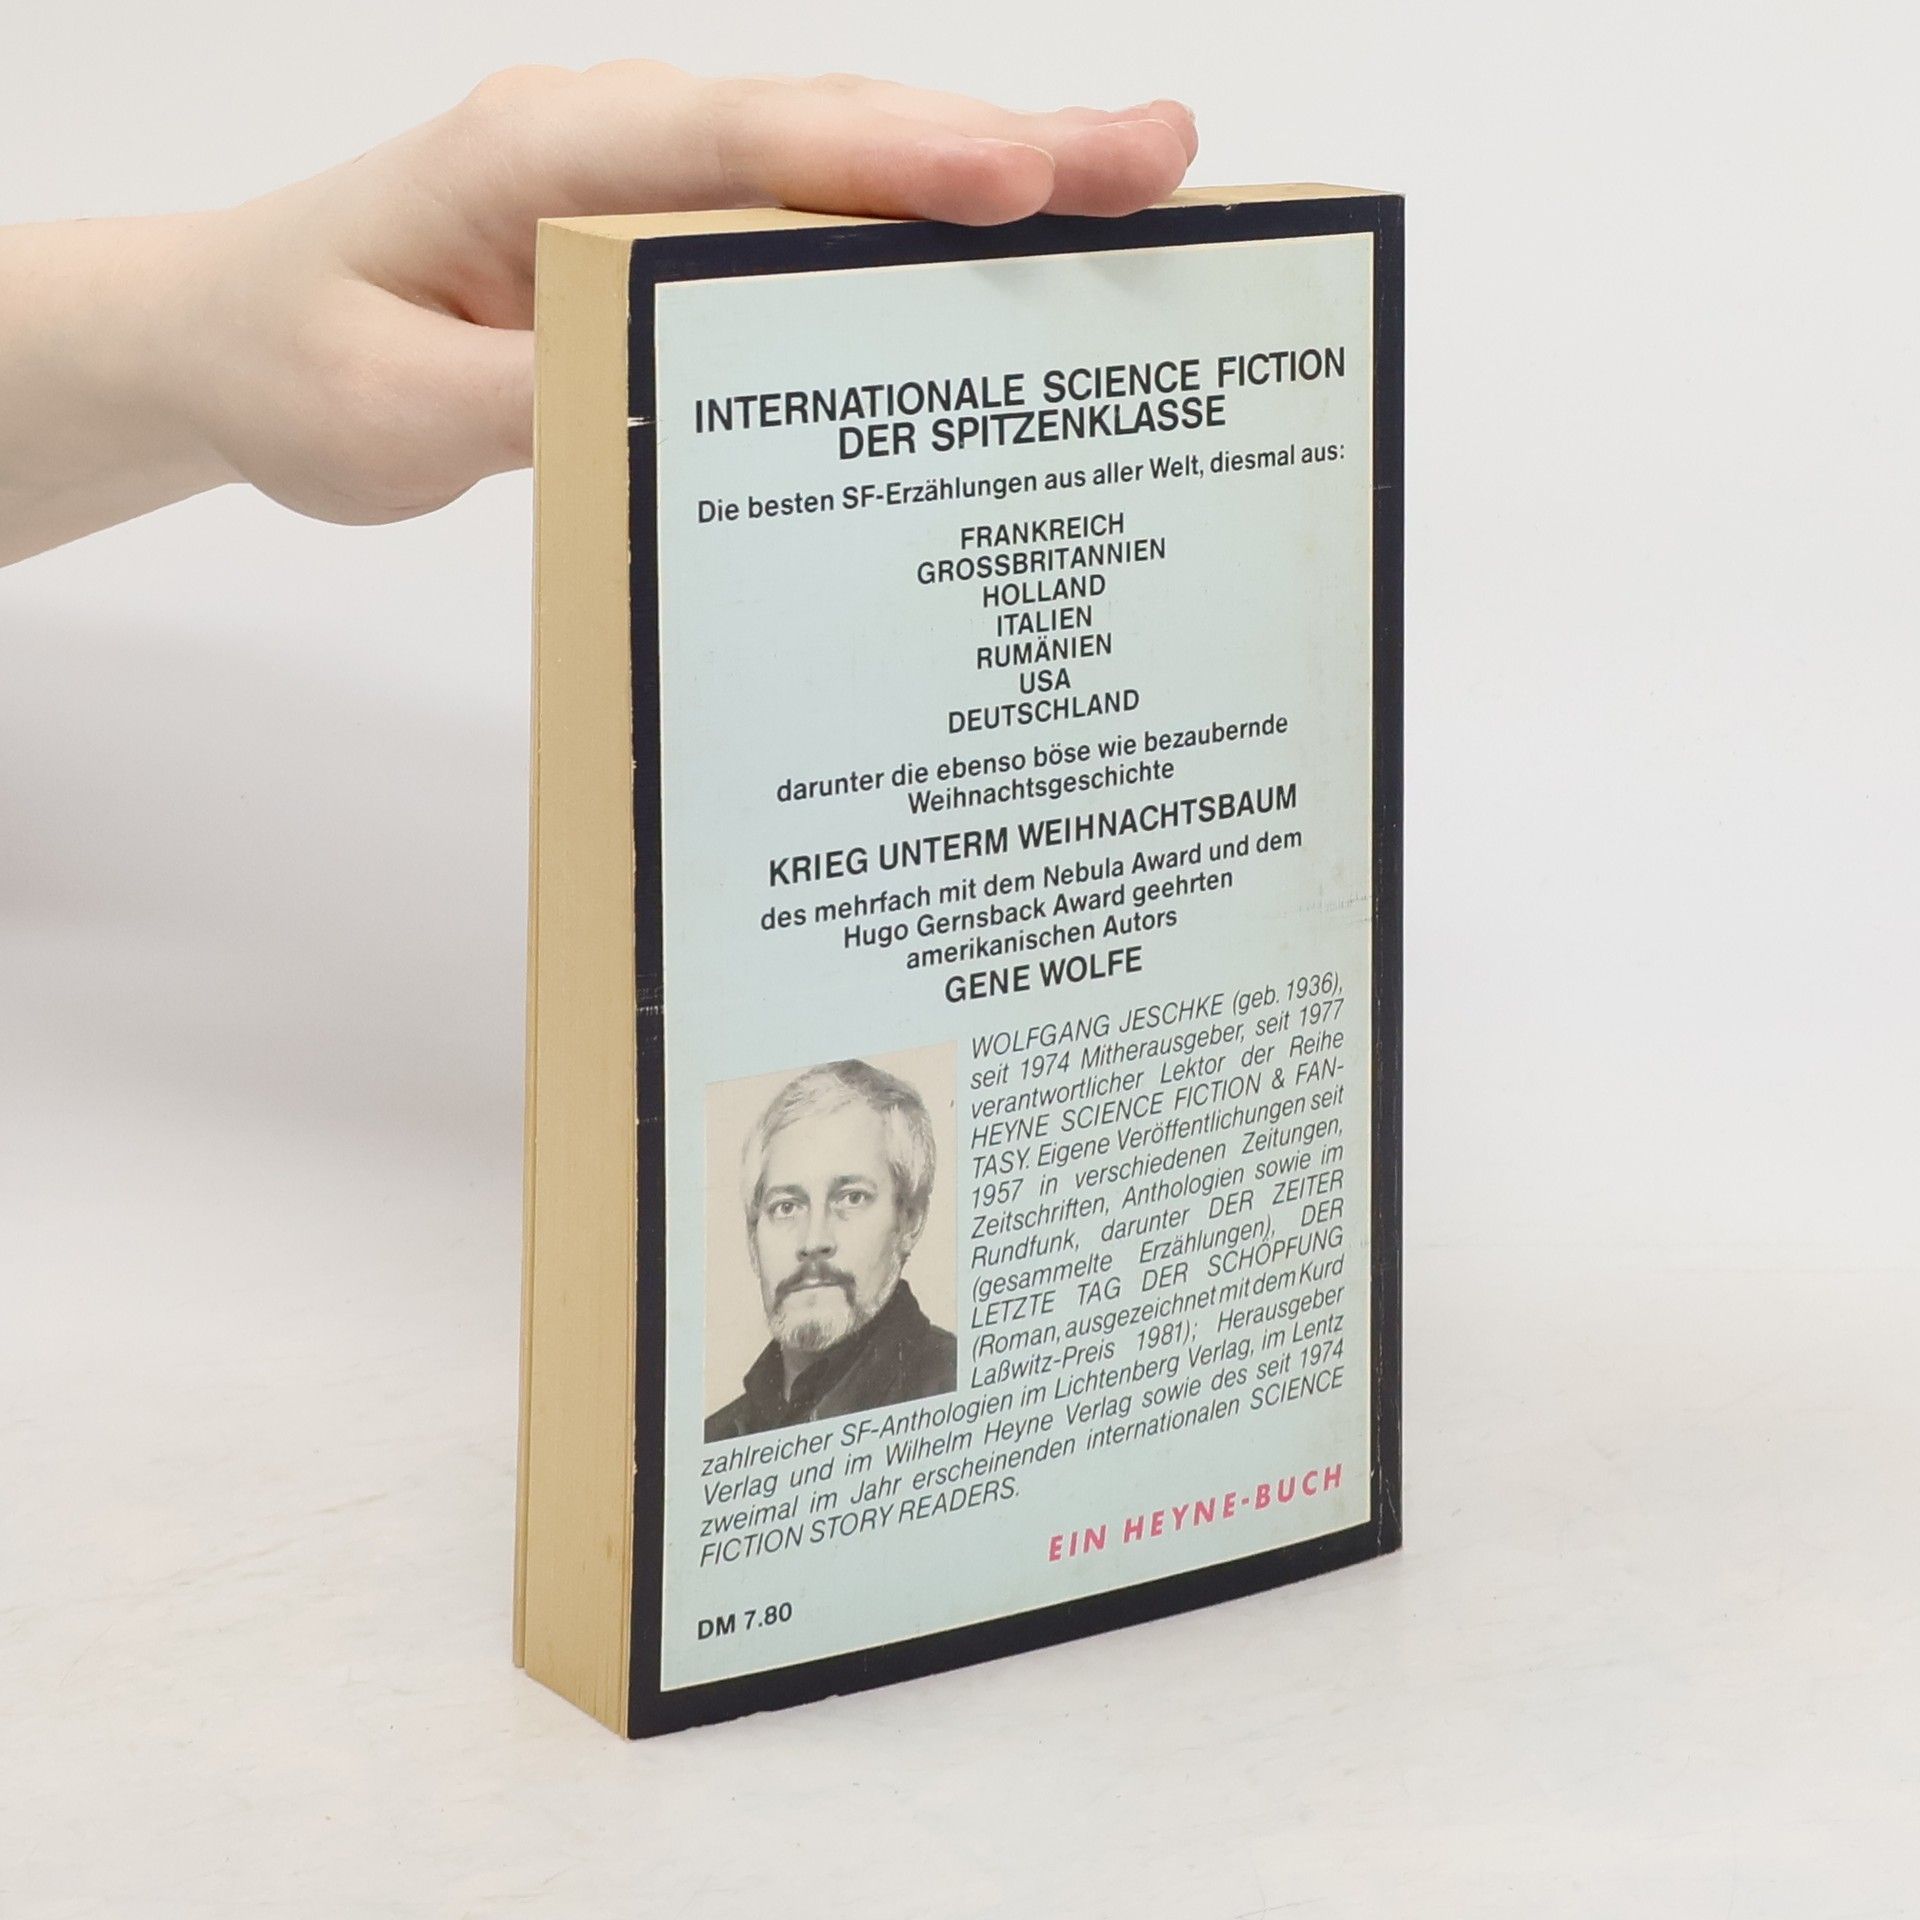 INTERNATIONALE SCIENCE FICTION
DER SPITZENKLASSE
Die besten SF-Erzählungen aus aller Welt, diesmal aus:
FRANKREICH
GROSSBRITANNIEN
HOLLAND
ITALIEN
RUMÄNIEN
USA
DEUTSCHLAND
darunter die ebenso böse wie bezaubernde
Weihnachtsgeschichte
KRIEG UNTERM WEIHNACHTSBAUM
des mehrfach mit dem Nebula Award und dem
Hugo Gernsback Award geehrten
amerikanischen Autors
GENE WOLFE
WOLFGANG JESCHKE (geb. 1936),
seit 1974 Mitherausgeber, seit 1977
verantwortlicher Lektor der Reihe
HEYNE SCIENCE FICTION & FAN-
TASY. Eigene Veröffentlichungen seit
1957 in verschiedenen Zeitungen,
Zeitschriften, Anthologien sowie im
Rundfunk, darunter DER ZEITER
(gesammelte Erzählungen), DER
LETZTE TAG DER SCHÖPFUNG
(Roman, ausgezeichnet mit dem Kurd
Laßwitz-Preis 1981); Herausgeber
zahlreicher SF-Anthologien im Lichtenberg Verlag, im Lentz
Verlag und im Wilhelm Heyne Verlag sowie des seit 1974
zweimal im Jahr erscheinenden internationalen SCIENCE
FICTION STORY READERS.
EIN HEYNE-BUCH
DM 7.80